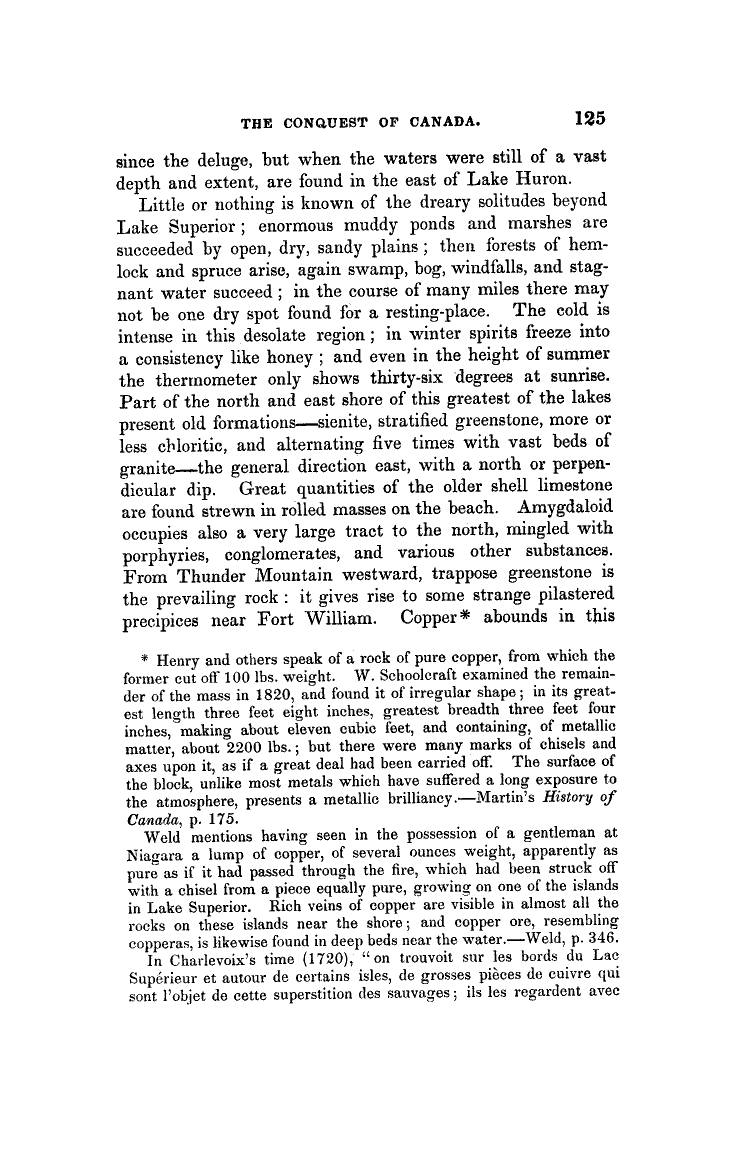 THE CONQUEST OF CANADA. 125
since the deluge, but when the waters were still of a vast
depth and extent, are found in the east of Lake Huron.
Little or nothing is known of the dreary solitudes beyond
Lake Superior ; enormous muddy ponds and marshes are
succeeded by open, dry, sandy plains ; then forests of hem-
lock and spruce arise, again swamp, bog, windfalls, and stag-
nant water succeed ; in the course of many miles there may
not be one dry spot found for a resting-place. The cold is
intense in this desolate region ; in winter spirits freeze into
a consistency like honey ; and even in the height of summer
the thermometer only shows thirty-six degrees at sunrise.
Part of the north and east shore of this greatest of the lakes
present old formations—sienite, stratified greenstone, more or
less chloritic, and alternating five times with vast beds of
granite—the general direction east, with a north or perpen-
dicular dip. Great quantities of the older shell limestone
are found strewn in rolled masses on the beach. Amygdaloid
occupies also a very large tract to the north, mingled with
porphyries, conglomerates, and various other substances.
From Thunder Mountain westward, trappose greenstone is
the prevailing rock : it gives rise to some strange pilastered
precipices near Fort William. Copper* abounds in this
* Henry and others speak of a rock of pure copper, from which the
former cut off 100 lbs. weight. W. Schoolcraft examined the remain-
der of the mass in 1820, and found it of irregular shape ; in its great-
est length three feet eight inches, greatest breadth three feet four
inches, making about eleven cubic feet, and containing, of metallic
matter, about 2200 lbs. ; but there were many marks of chisels and
axes upon it, as if a great deal had been carried off. The surface of
the block, unlike most metals which have suffered a long exposure to
the atmosphere, presents a metallic brilliancy.—Martin's History of
Canada, p. 175.
Weld mentions having seen in the possession of a gentleman at
Niagara a lump of copper, of several ounces weight, apparently as
pure as if it had passed through the fire, which had been struck off
with a chisel from a piece equally pure, growing on one of the islands
in Lake Superior. Rich veins of copper are visible in almost all the
rocks on these islands near the shore ; and copper ore, resembling
copperas, is likewise found in deep beds near the water.—Weld, p. 346.
In Charlevoix's time (1720), "on trouvoit sur les bords du Lac
Supérieur et autour de certains isles, de grosses pièces de cuivre qui
sont l'objet de cette superstition des sauvages ; ils les regardent avec